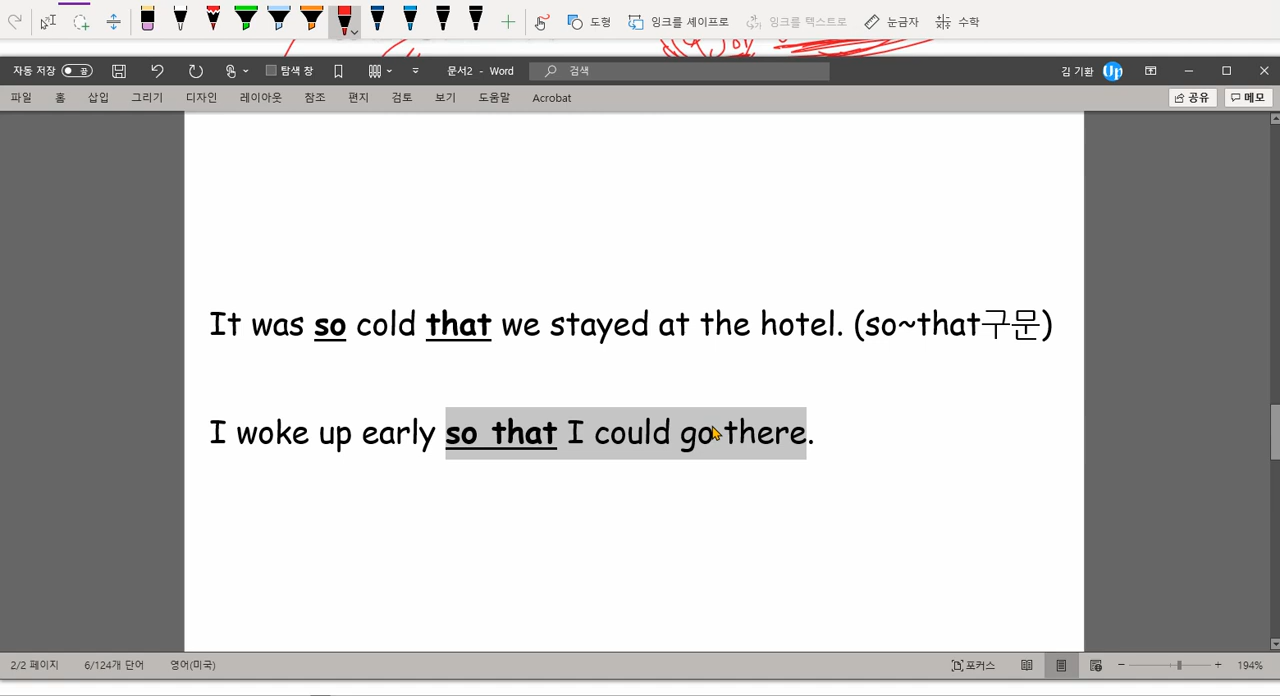 도형 잉크를 셰이프로 잉크를 텍스트로 눈금자 수학
자동 저장 끔 탐색 창 문서2 - Word 검색 김 기환 Up
파일 홈 삽입 그리기 디자인 레이아웃 참조 편지 검토 보기 도움말 Acrobat 공유 메모
It was so cold that we stayed at the hotel. (so~that구문)
I woke up early so that I could go there.
2/2 페이지 6/124개 단어 영어(미국) 포커스 194%